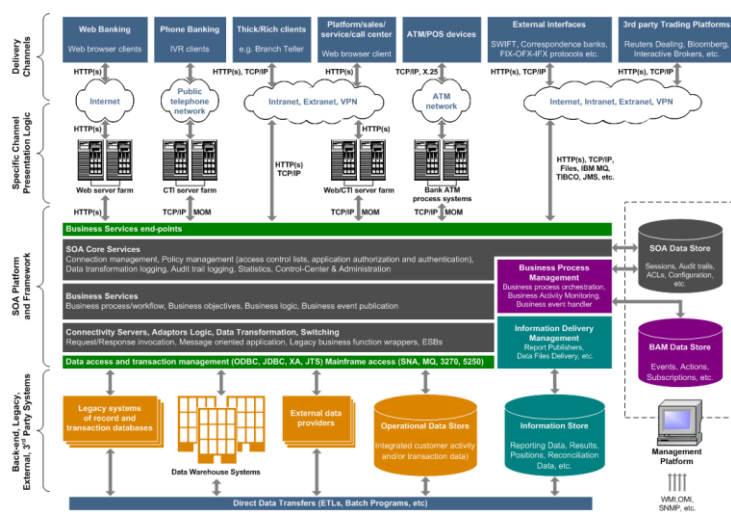 Delivery
Channels
Web Banking
Web browser clients
Phone Banking
IVR clients
Thick/Rich clients
e.g. Branch Teller
Platform/sales/
service/call center
Web browser client
ATM/POS devices
External interfaces
SWIFT, Correspondence banks,
FIX-OFX-IFX protocols etc.
3rd party Trading Platforms
Reuters Dealing, Bloomberg,
Interactive Brokers, etc.
HTTP(s)
HTTP(s), TCP/IP
HTTP(s)
TCP/IP, X.25
HTTP(s), TCP/IP
HTTP(s), TCP/IP
Internet
Public
telephone
network
Intranet, Extranet, VPN
ATM
network
Internet, Intranet, Extranet, VPN
Specific Channel
Presentation Logic
HTTP(s)
HTTP(s)
HTTP(s)
TCP/IP
HTTP(s), TCP/IP,
Files, IBM MQ,
TIBCO, JMS, etc.
Web server farm
CTI server farm
Web/CTI server farm
Bank ATM
process systems
HTTP(s)
TCP/IP
MOM
TCP/IP
MOM
TCP/IP
MOM
SOA Platform
and Framework
Business Services end-points
SOA Core Services
Connection management, Policy management (access control lists, application authorization and authentication),
Data transformation logging, Audit trail logging, Statistics, Control-Center & Administration
Business Services
Business process/workflow, Business objectives, Business logic, Business event publication
Connectivity Servers, Adaptors Logic, Data Transformation, Switching
Request/Response invocation, Message oriented application, Legacy business function wrappers, ESBs
Data access and transaction management (ODBC, JDBC, XA, JTS) Mainframe access (SNA, MQ, 3270, 5250)
Business Process
Management
Business process orchestration,
Business Activity Monitoring,
Business event handler
Information Delivery
Management
Report Publishers,
Data Files Delivery, etc.
SOA Data Store
Sessions, Audit trails,
ACLs, Configuration,
etc.
BAM Data Store
Events, Actions,
Subscriptions, etc.
Back-end, Legacy,
External, 3rd Party Systems
Legacy systems
of record and
transaction databases
Data Warehouse Systems
External data
providers
Operational Data Store
Integrated customer activity
and/or transaction data)
Information Store
Reporting Data, Results,
Positions, Reconciliation
Data, etc.
Management
Platform
WMI,OMI,
SNMP, etc.
Direct Data Transfers (ETLs, Batch Programs, etc)